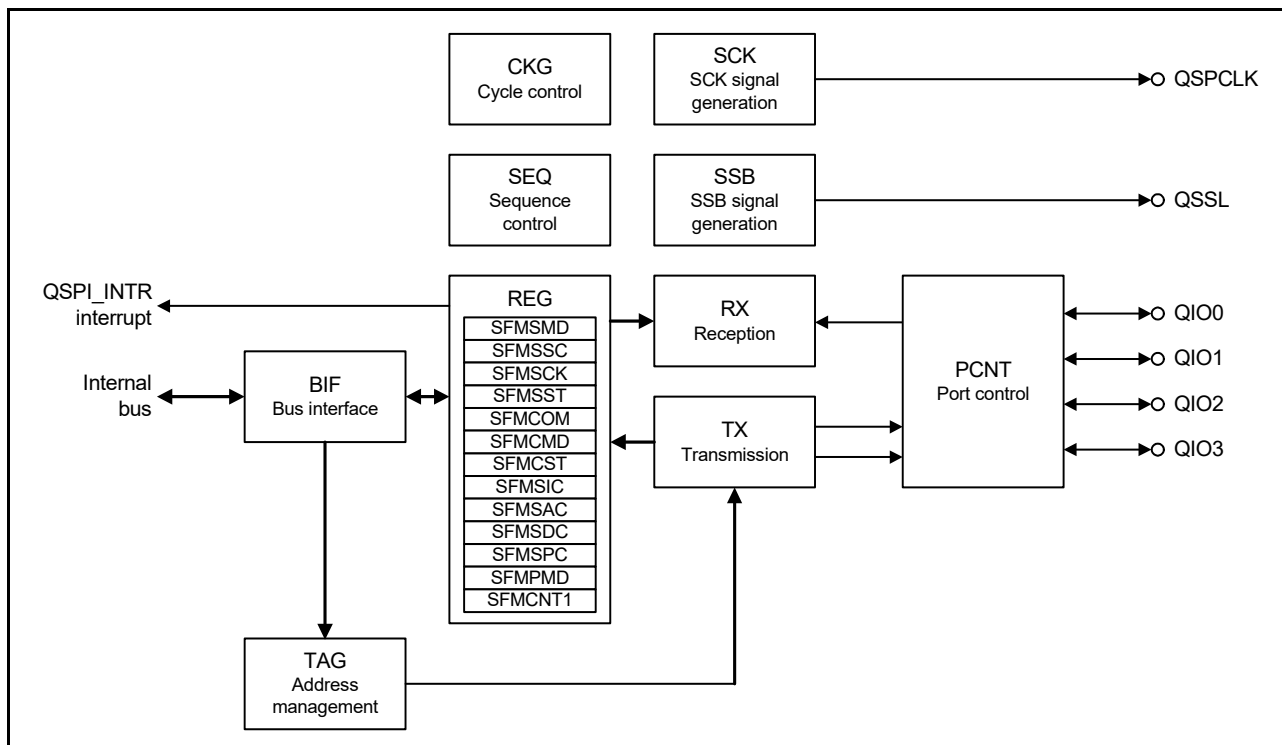 CKG
Cycle control
SCK
SCK signal
generation
QSPCLK
SEQ
Sequence
control
SSB
SSB signal
generation
QSSL
QSPI_INTR
interrupt
REG
SFMSMD
SFMSSC
SFMSCK
SFMSST
SFMCOM
SFMCMD
SFMCST
SFMSIC
SFMSAC
SFMSDC
SFMSPC
SFMPMD
SFMCNT1
RX
Reception
PCNT
Port control
QIO0
QIO1
QIO2
QIO3
Internal
bus
BIF
Bus interface
TX
Transmission
TAG
Address
management